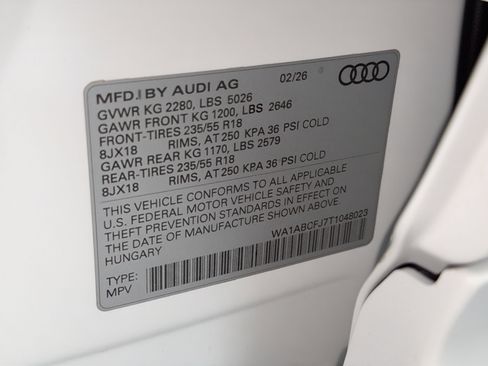 MFD. BY AUDI AG 02/26
GVWR KG 2280, LBS 5026
GAWR FRONT KG 1200, LBS 2646
FRONT-TIRES 235/55 R18
8JX18 RIMS, AT 250 KPA 36 PSI COLD
GAWR REAR KG 1170, LBS 2579
REAR-TIRES 235/55 R18
8JX18 RIMS, AT 250 KPA 36 PSI COLD
THIS VEHICLE CONFORMS TO ALL APPLICABLE
U.S. FEDERAL MOTOR VEHICLE SAFETY AND
THEFT PREVENTION STANDARDS IN EFFECT ON
THE DATE OF MANUFACTURE SHOWN ABOVE
HUNGARY WA1ABCFJ7T1048023
TYPE:
MPV